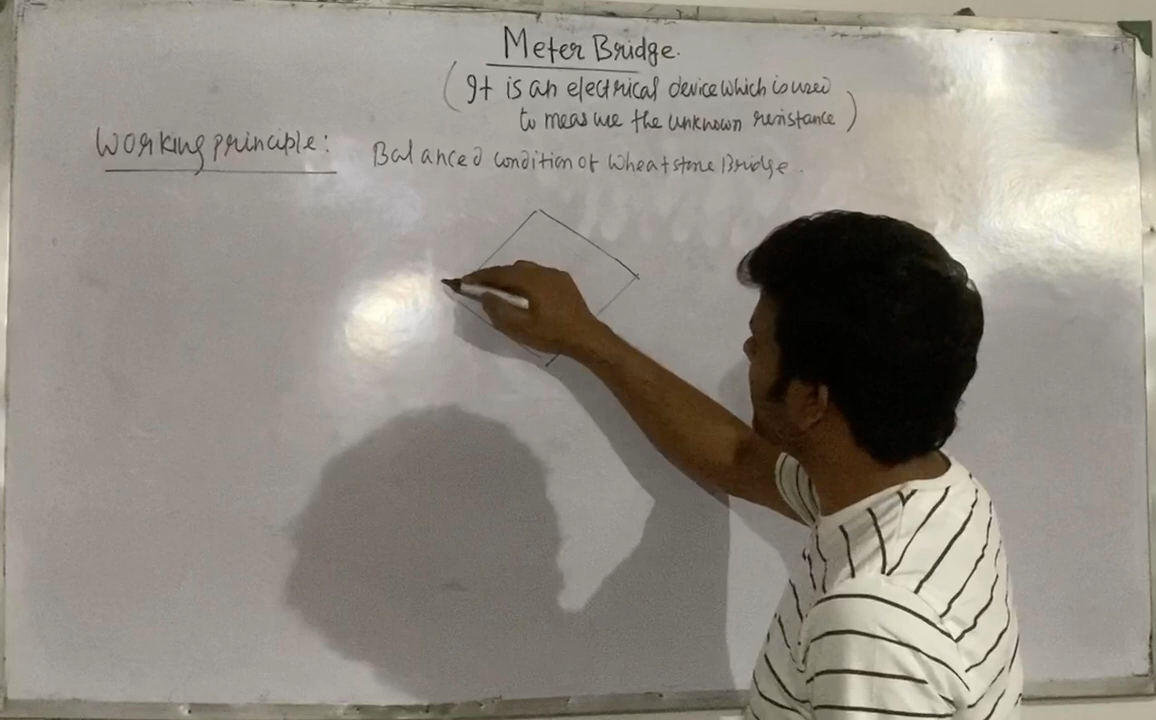 Meter Bridge.
(It is an electrical device which is used
to measure the unknown resistance)
Working principle: Balanced condition of Wheatstone Bridge.